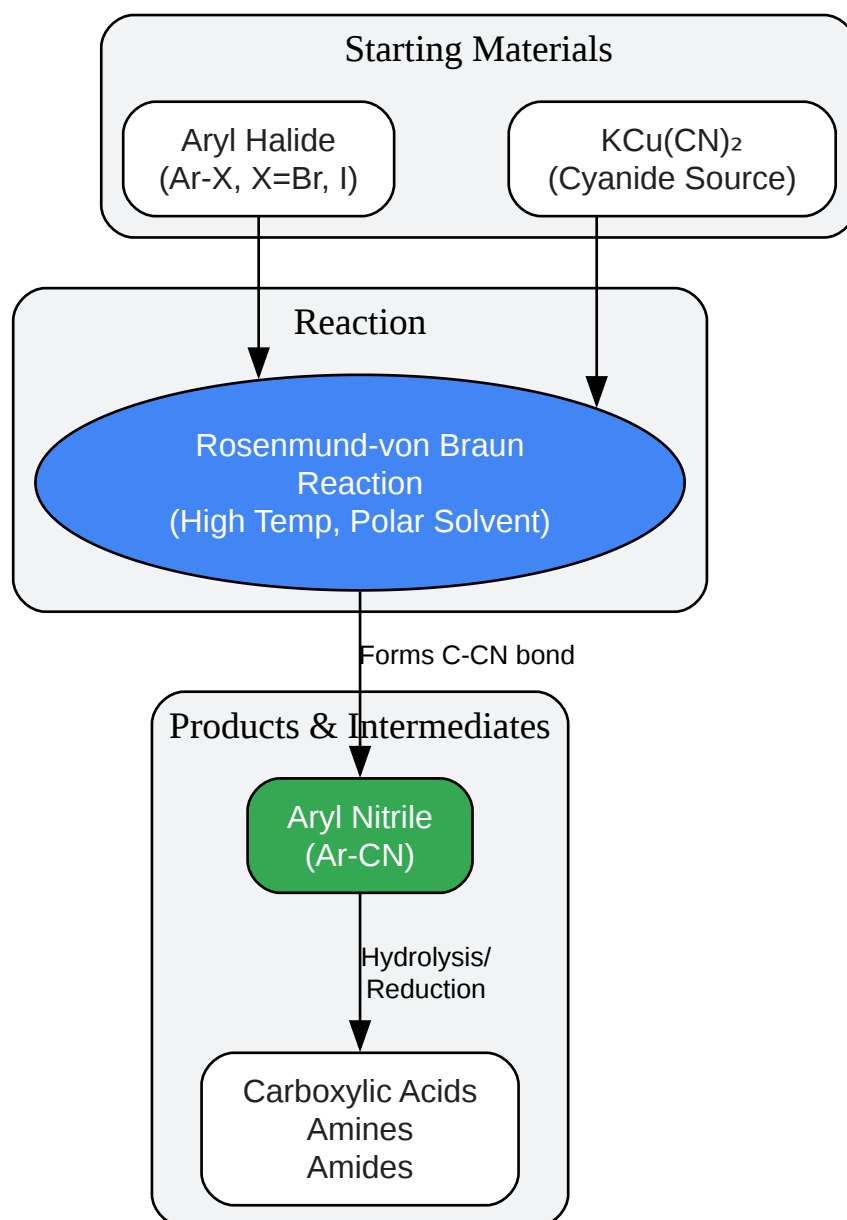 Starting Materials
Aryl Halide
(Ar-X, X=Br, I)
KCu(CN)₂
(Cyanide Source)
Reaction
Rosenmund-von Braun
Reaction
(High Temp, Polar Solvent)
Forms C-CN bond
Products & Intermediates
Aryl Nitrile
(Ar-CN)
Hydrolysis/
Reduction
Carboxylic Acids
Amines
Amides